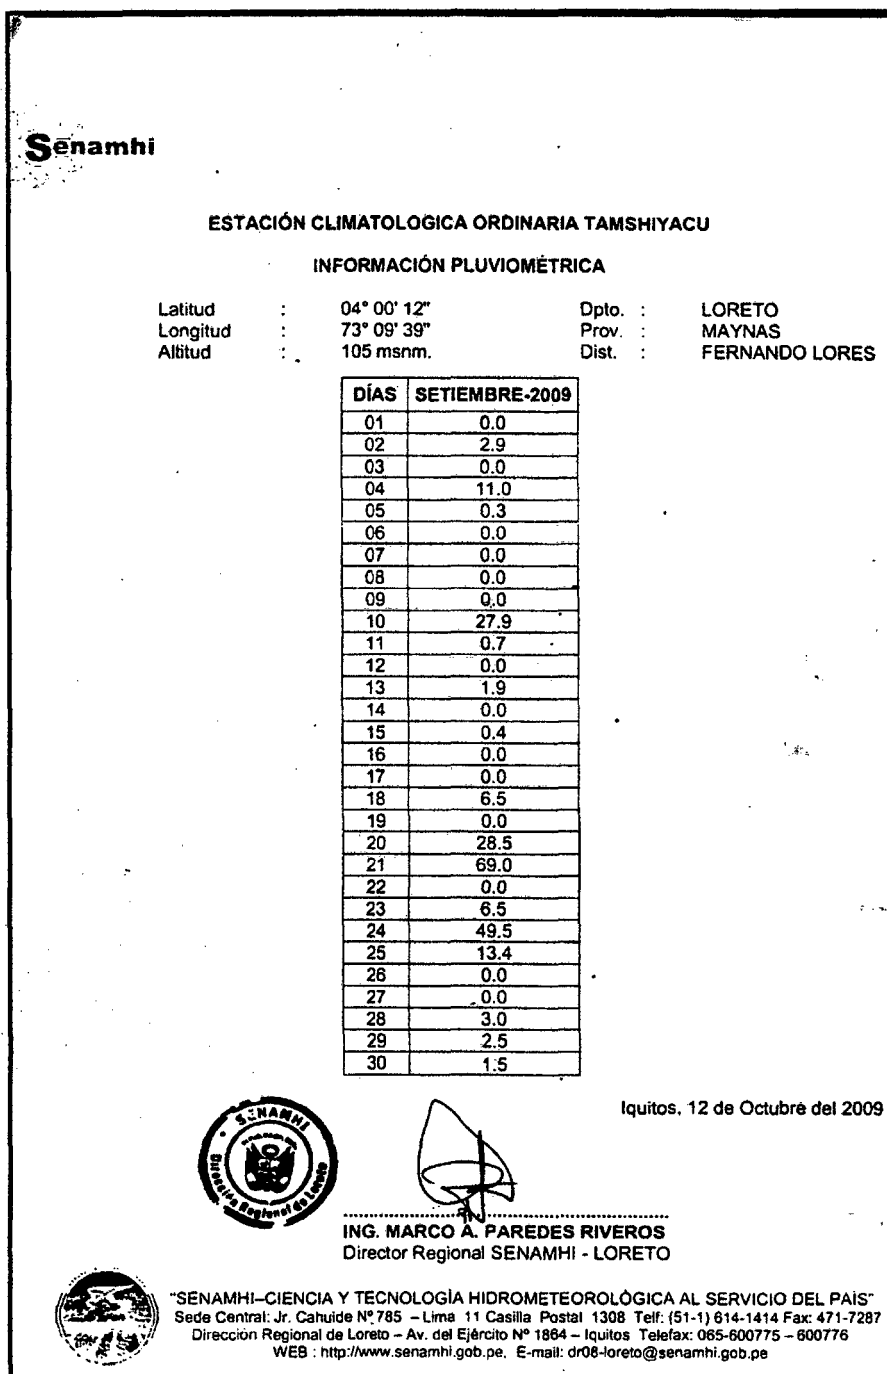 Senamhi
ESTACIÓN CLIMATOLOGICA ORDINARIA TAMSHIYACU
INFORMACIÓN PLUVIOMÉTRICA
Latitud : 04° 00' 12" Dpto. : LORETO
Longitud : 73° 09' 39" Prov. : MAYNAS
Altitud : 105 msnm. Dist. : FERNANDO LORES
DÍAS SETIEMBRE-2009
01 0.0
02 2.9
03 0.0
04 11.0
05 0.3
06 0.0
07 0.0
08 0.0
09 0.0
10 27.9
11 0.7
12 0.0
13 1.9
14 0.0
15 0.4
16 0.0
17 0.0
18 6.5
19 0.0
20 28.5
21 69.0
22 0.0
23 6.5
24 49.5
25 13.4
26 0.0
27 0.0
28 3.0
29 2.5
30 1.5
Iquitos, 12 de Octubre del 2009
SENAMHI
Dirección Regional de Loreto
ING. MARCO A. PAREDES RIVEROS
Director Regional SENAMHI - LORETO
"SENAMHI–CIENCIA Y TECNOLOGÍA HIDROMETEOROLÓGICA AL SERVICIO DEL PAÍS"
Sede Central: Jr. Cahuide Nº 785 – Lima 11 Casilla Postal 1308 Telf: (51-1) 614-1414 Fax: 471-7287
Dirección Regional de Loreto – Av. del Ejército Nº 1864 – Iquitos Telefax: 065-600775 – 600776
WEB : http://www.senamhi.gob.pe. E-mail: dr08-loreto@senamhi.gob.pe